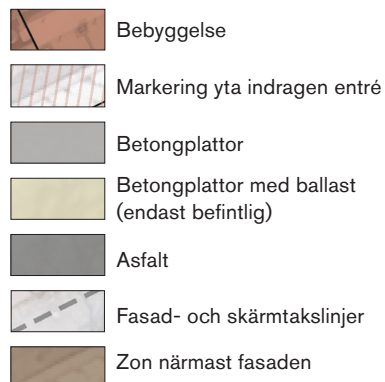 Bebyggelse
Markering yta indragen entré
Betongplattor
Betongplattor med ballast
(endast befintlig)
Asfalt
Fasad- och skärmtakslinjer
Zon närmast fasaden